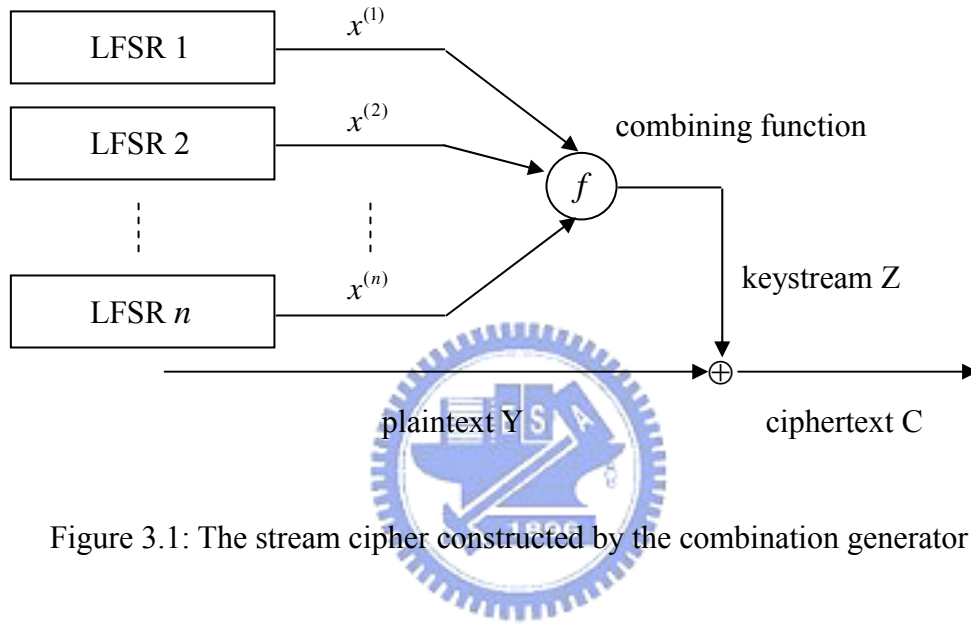 LFSR 1
x^(1)
LFSR 2
x^(2)
combining function
f
LFSR n
x^(n)
keystream Z
⊕
plaintext Y
ciphertext C
E S A
1896
Figure 3.1: The stream cipher constructed by the combination generator